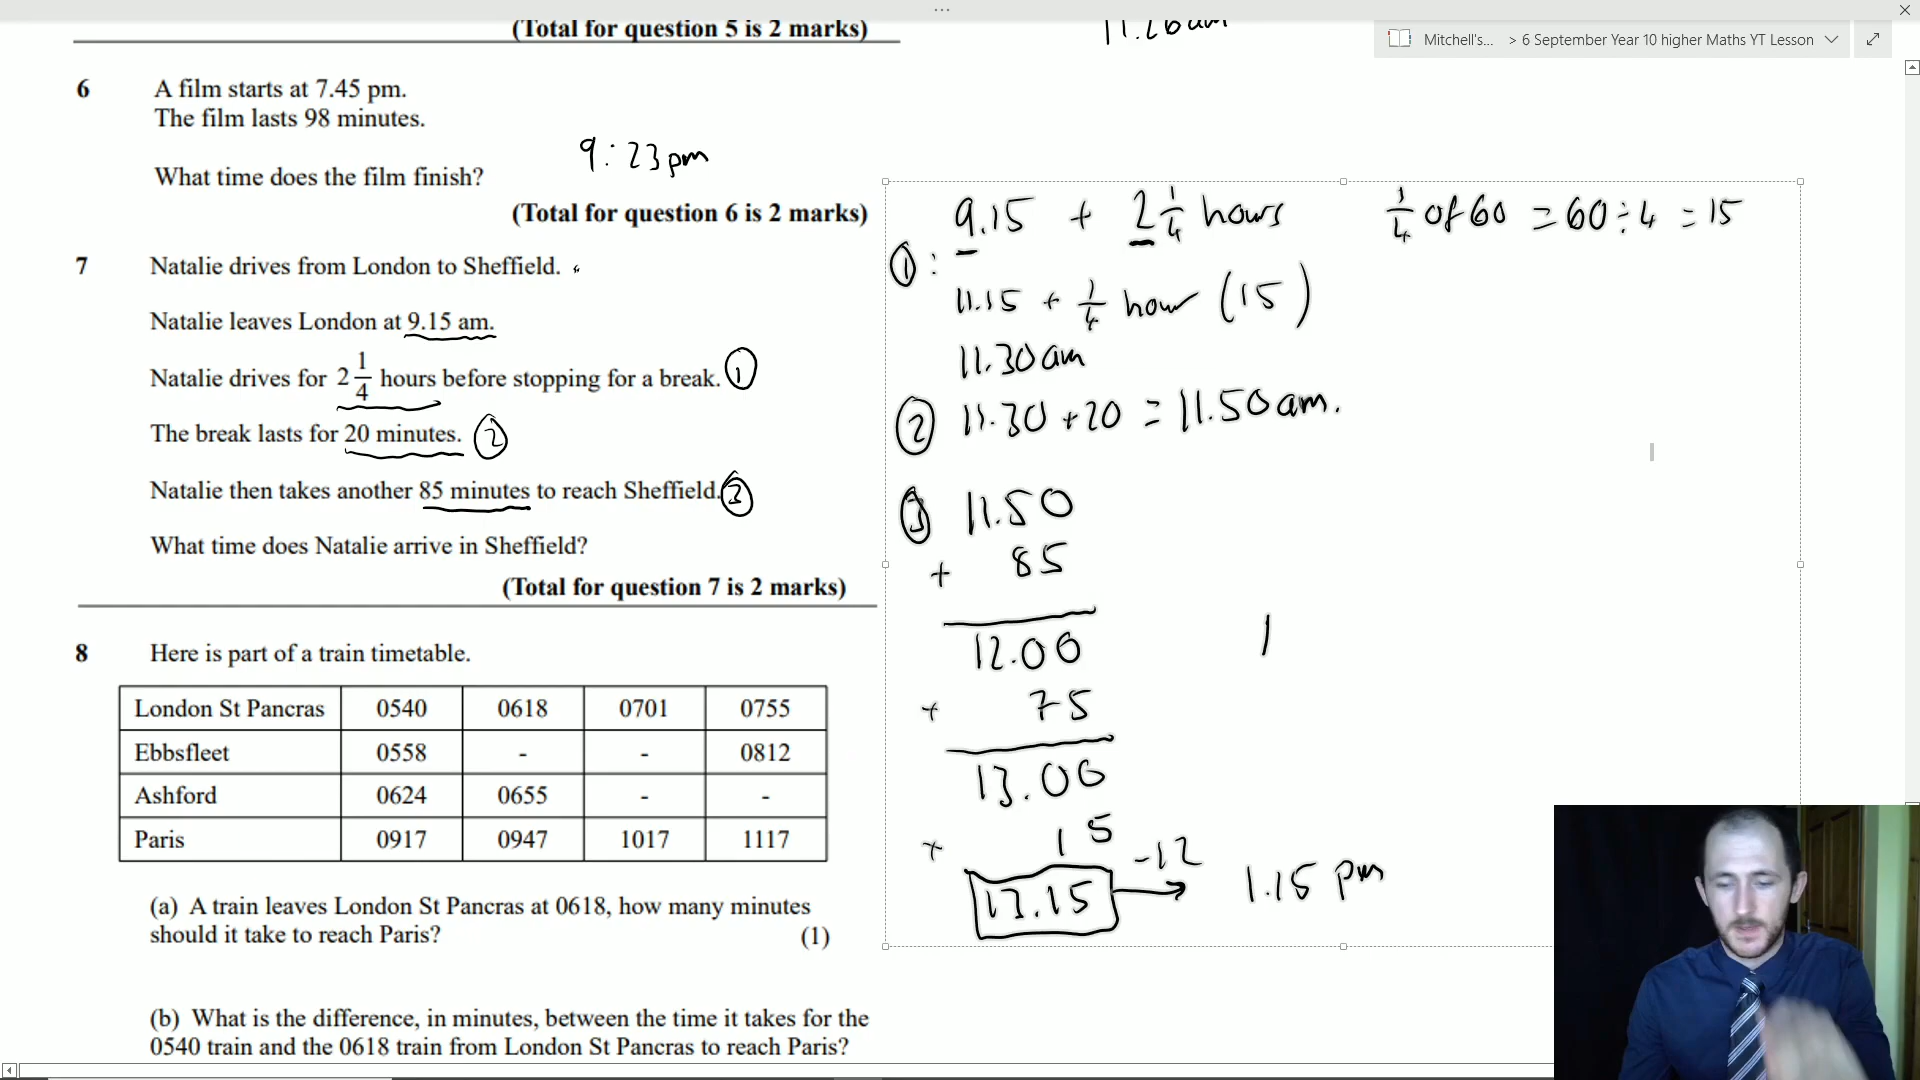 (Total for question 5 is 2 marks)
11.26 am
Mitchell's... > 6 September Year 10 higher Maths YT Lesson
6 A film starts at 7.45 pm.
The film lasts 98 minutes.
9:23pm
What time does the film finish?
(Total for question 6 is 2 marks)
7 Natalie drives from London to Sheffield.
Natalie leaves London at 9.15 am.
Natalie drives for 2 1/4 hours before stopping for a break. ①
The break lasts for 20 minutes. ②
Natalie then takes another 85 minutes to reach Sheffield. ③
What time does Natalie arrive in Sheffield?
(Total for question 7 is 2 marks)
9.15 + 2 1/4 hours
1/4 of 60 = 60 ÷ 4 = 15
①:
11.15 + 1/4 hour (15)
11.30 am
② 11.30 + 20 = 11.50 am.
③ 11.50
+ 85
12.00
+ 75
13.00
+ 15
13.15 -12 1.15 pm
1
8 Here is part of a train timetable.
London St Pancras 0540 0618 0701 0755
Ebbsfleet 0558 - - 0812
Ashford 0624 0655 - -
Paris 0917 0947 1017 1117
(a) A train leaves London St Pancras at 0618, how many minutes
should it take to reach Paris? (1)
(b) What is the difference, in minutes, between the time it takes for the
0540 train and the 0618 train from London St Pancras to reach Paris?